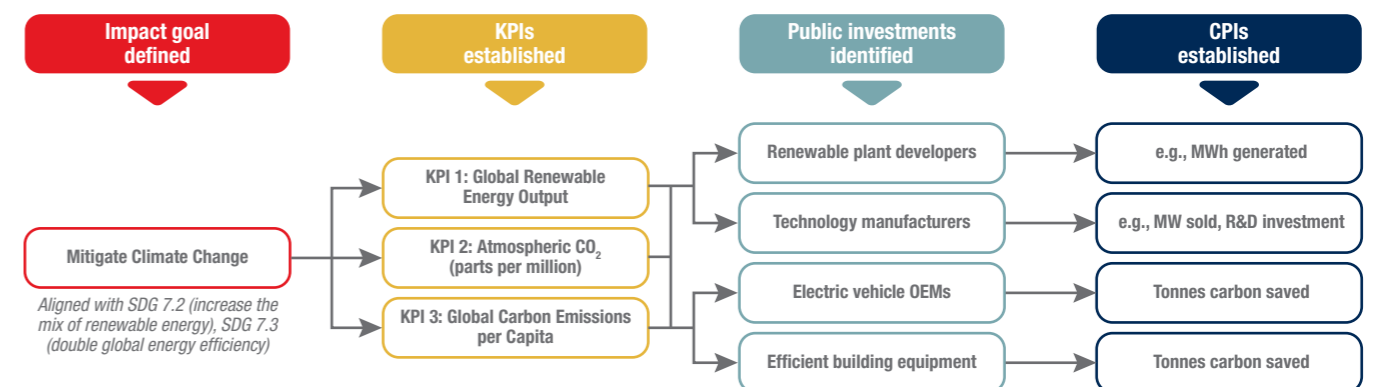 Impact goal
defined
KPIs
established
Public investments
identified
CPIs
established
Mitigate Climate Change
Aligned with SDG 7.2 (increase the
mix of renewable energy), SDG 7.3
(double global energy efficiency)
KPI 1: Global Renewable
Energy Output
KPI 2: Atmospheric CO₂
(parts per million)
KPI 3: Global Carbon Emissions
per Capita
Renewable plant developers
Technology manufacturers
Electric vehicle OEMs
Efficient building equipment
e.g., MWh generated
e.g., MW sold, R&D investment
Tonnes carbon saved
Tonnes carbon saved